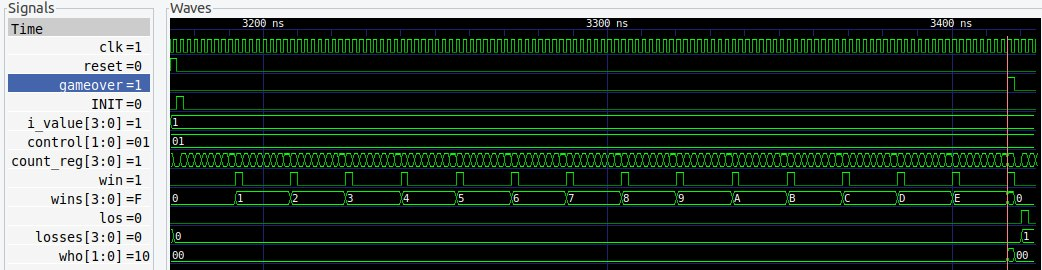 Signals
Waves
Time
3200 ns 3300 ns 3400 ns
clk=1
reset=0
gameover=1
INIT=0
i_value[3:0]=1 1
control[1:0]=01 01
count_reg[3:0]=1
win=1
wins[3:0]=F 0 1 2 3 4 5 6 7 8 9 A B C D E 0
los=0
losses[3:0]=0 0 1
who[1:0]=10 00 00